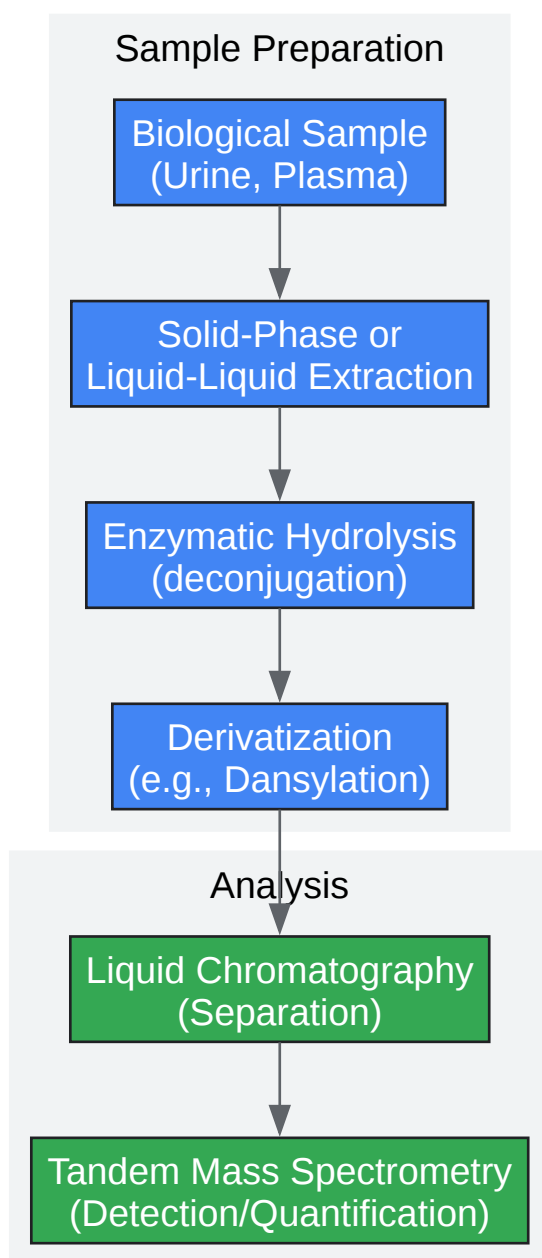 Sample Preparation
Biological Sample
(Urine, Plasma)
Solid-Phase or
Liquid-Liquid Extraction
Enzymatic Hydrolysis
(deconjugation)
Derivatization
(e.g., Dansylation)
Analysis
Liquid Chromatography
(Separation)
Tandem Mass Spectrometry
(Detection/Quantification)